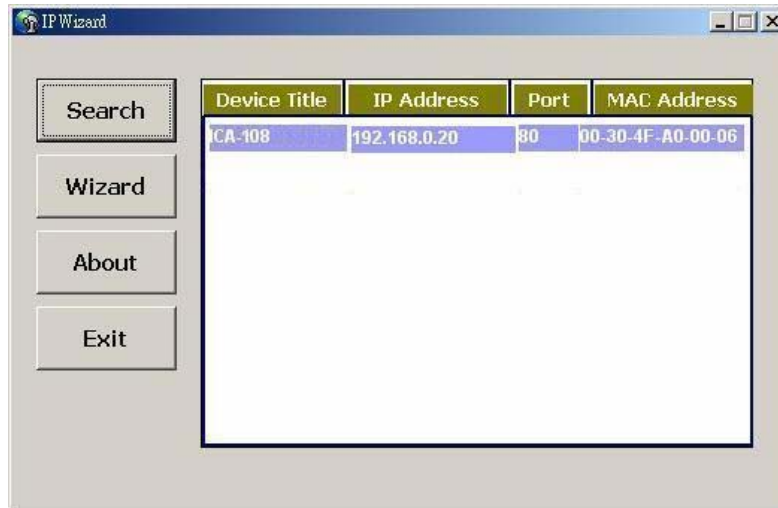 IP Wizard
Search
Wizard
About
Exit
Device Title IP Address Port MAC Address
ICA-108 192.168.0.20 80 00-30-4F-A0-00-06